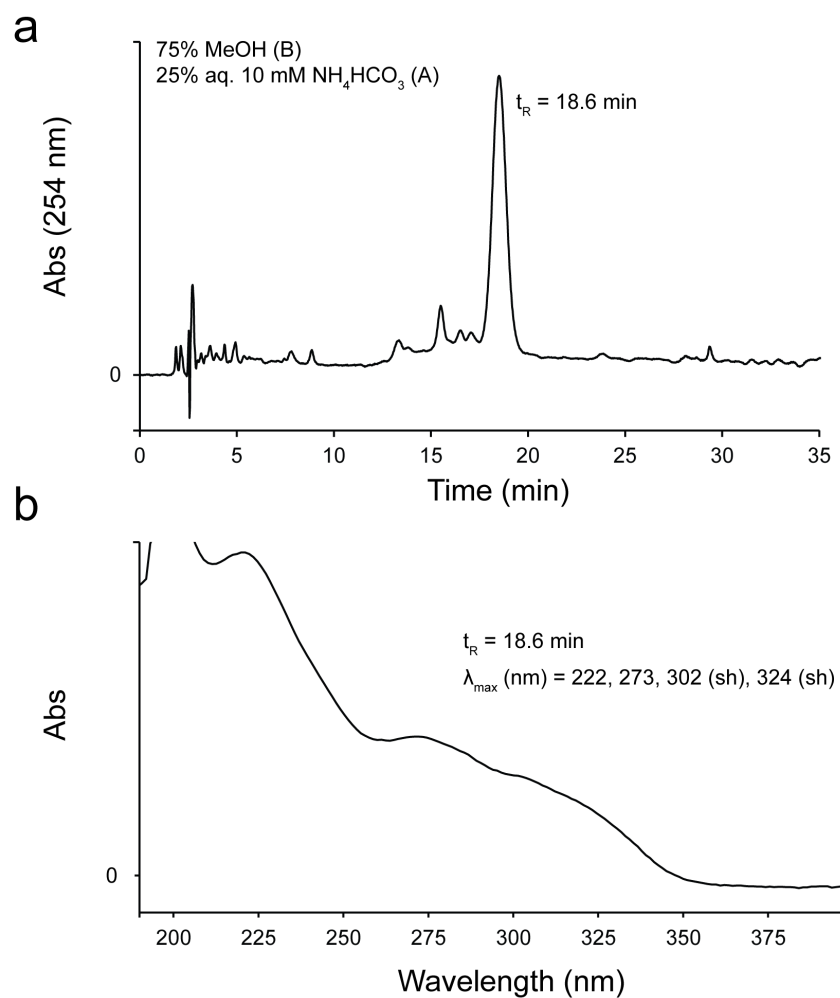 a
75% MeOH (B)
25% aq. 10 mM NH₄HCO₃ (A)
tR = 18.6 min
Abs (254 nm)
0
0 5 10 15 20 25 30 35
Time (min)
b
tR = 18.6 min
λmax (nm) = 222, 273, 302 (sh), 324 (sh)
Abs
0
200 225 250 275 300 325 350 375
Wavelength (nm)